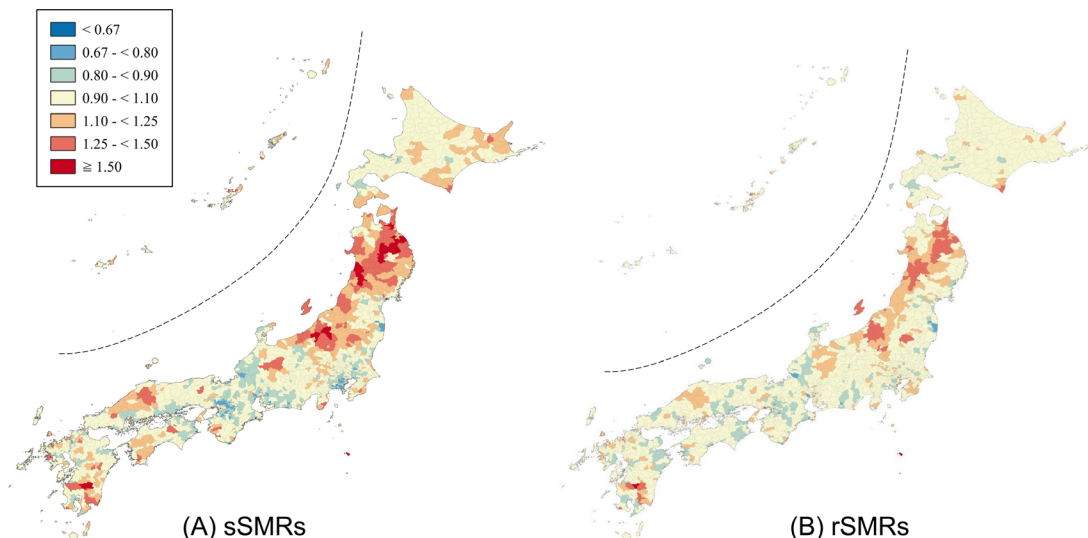 < 0.67
0.67 - < 0.80
0.80 - < 0.90
0.90 - < 1.10
1.10 - < 1.25
1.25 - < 1.50
≧ 1.50
(A) sSMRs
(B) rSMRs